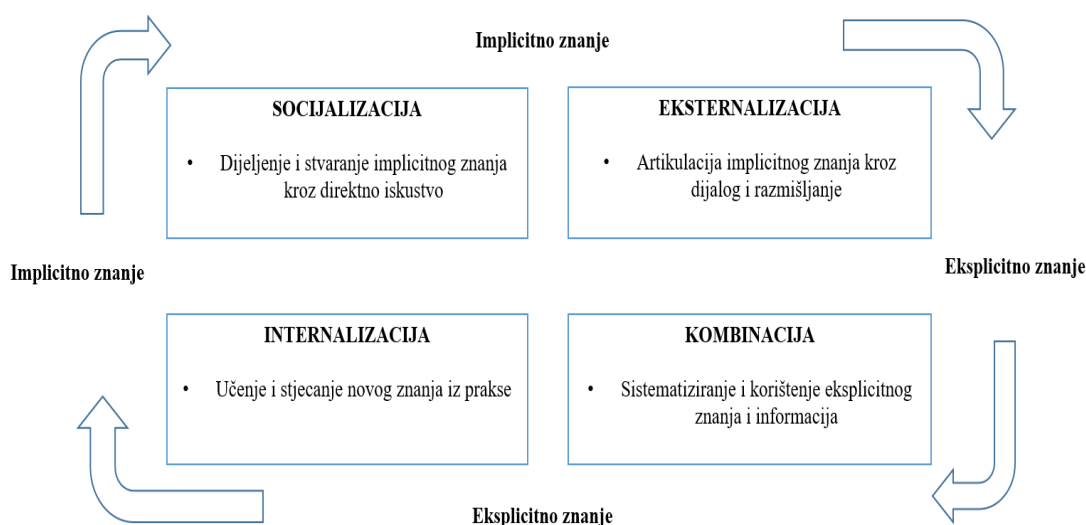 Implicitno znanje
SOCIJALIZACIJA
• Dijeljenje i stvaranje implicitnog znanja
kroz direktno iskustvo
EKSTERNALIZACIJA
• Artikulacija implicitnog znanja kroz
dijalog i razmišljanje
Implicitno znanje
Eksplicitno znanje
INTERNALIZACIJA
• Učenje i stjecanje novog znanja iz prakse
KOMBINACIJA
• Sistematiziranje i korištenje eksplicitnog
znanja i informacija
Eksplicitno znanje